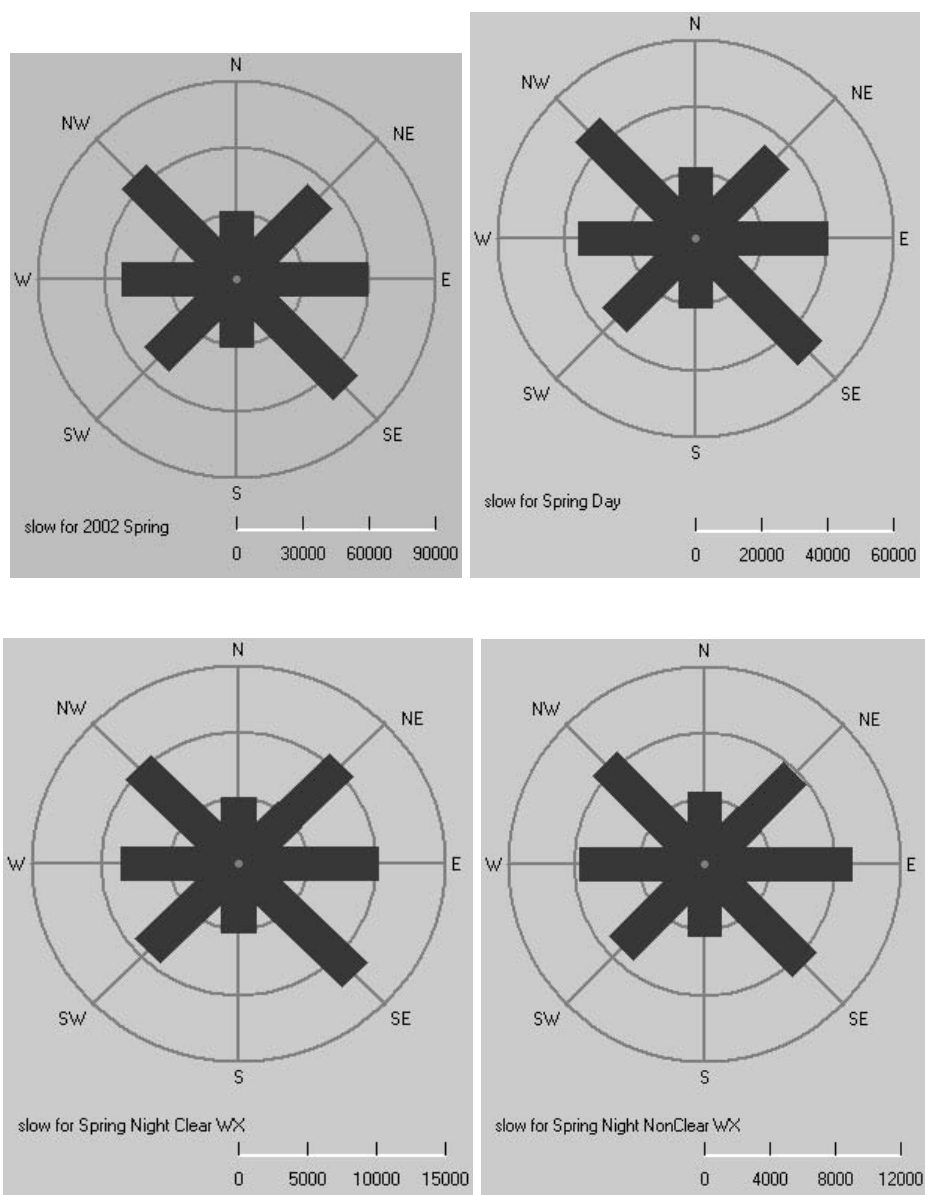 N
NW
NE
W
E
SW
SE
S
slow for 2002 Spring
0 30000 60000 90000
N
NW
NE
W
E
SW
SE
S
slow for Spring Day
0 20000 40000 60000
N
NW
NE
W
E
SW
SE
S
slow for Spring Night Clear WX
0 5000 10000 15000
N
NW
NE
W
E
SW
SE
S
slow for Spring Night NonClear WX
0 4000 8000 12000